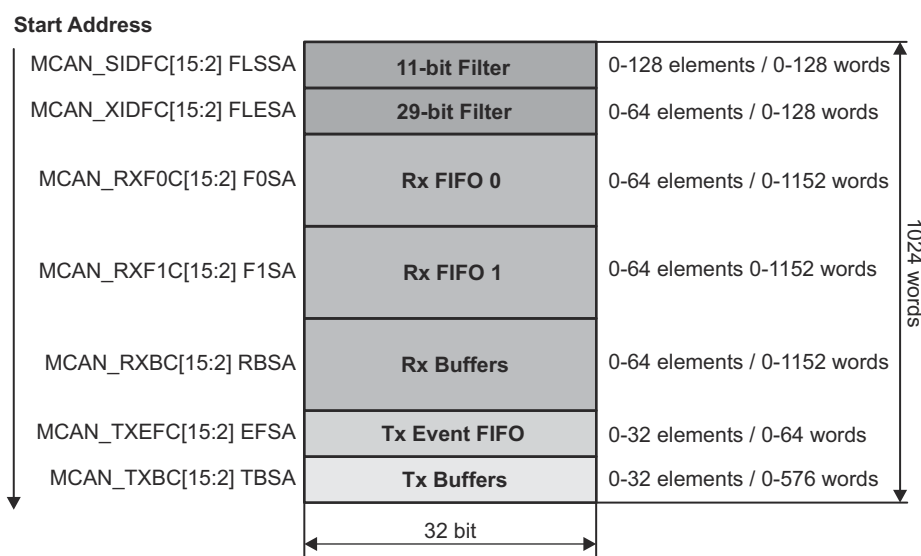 Start Address
MCAN_SIDFC[15:2] FLSSA 11-bit Filter 0-128 elements / 0-128 words
MCAN_XIDFC[15:2] FLESA 29-bit Filter 0-64 elements / 0-128 words
MCAN_RXF0C[15:2] F0SA Rx FIFO 0 0-64 elements / 0-1152 words
MCAN_RXF1C[15:2] F1SA Rx FIFO 1 0-64 elements 0-1152 words
MCAN_RXBC[15:2] RBSA Rx Buffers 0-64 elements / 0-1152 words
MCAN_TXEFC[15:2] EFSA Tx Event FIFO 0-32 elements / 0-64 words
MCAN_TXBC[15:2] TBSA Tx Buffers 0-32 elements / 0-576 words
1024 words
32 bit